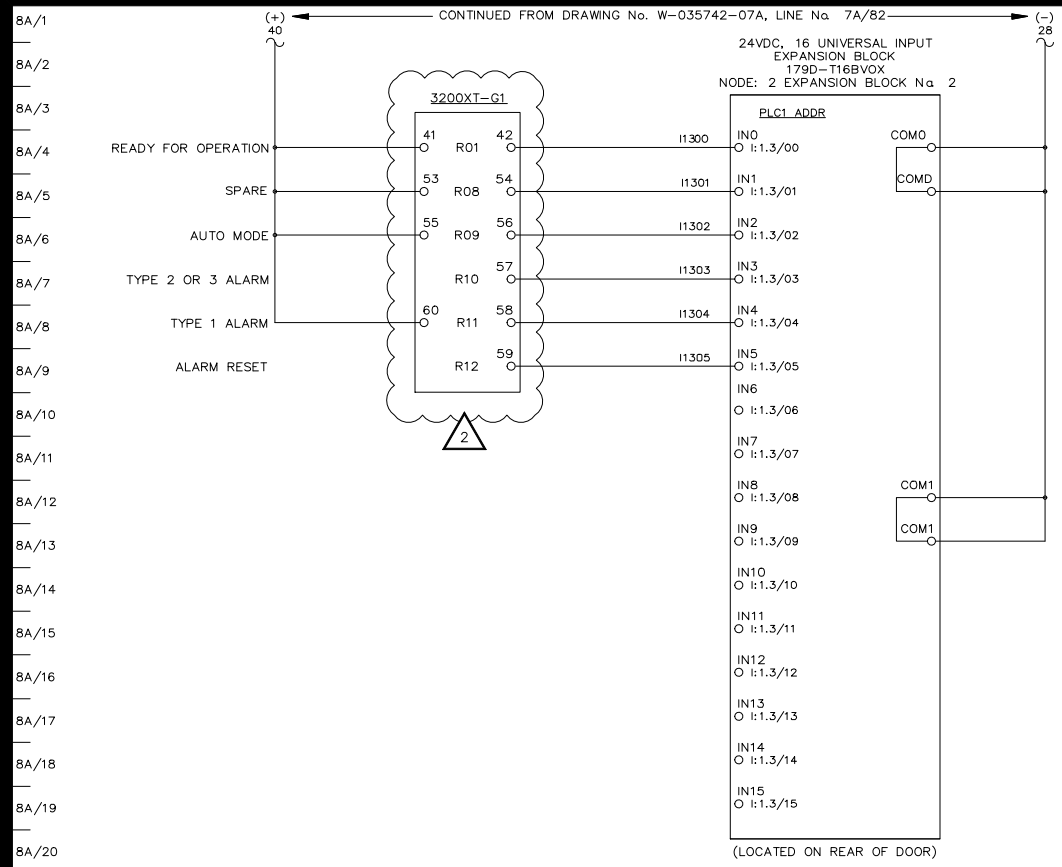 8A/1
(+) CONTINUED FROM DRAWING No. W-035742-07A, LINE No. 7A/82 (-)
40 28
24VDC, 16 UNIVERSAL INPUT
8A/2
EXPANSION BLOCK
179D-T16BVOX
NODE: 2 EXPANSION BLOCK No. 2
8A/3
3200XT-G1
PLC1 ADDR
8A/4 READY FOR OPERATION 41 R01 42 I1300 IN0 I:1.3/00 COM0
8A/5 SPARE 53 R08 54 I1301 IN1 I:1.3/01 COMD
8A/6 AUTO MODE 55 R09 56 I1302 IN2 I:1.3/02
8A/7 TYPE 2 OR 3 ALARM R10 57 I1303 IN3 I:1.3/03
8A/8 TYPE 1 ALARM 60 R11 58 I1304 IN4 I:1.3/04
8A/9 ALARM RESET R12 59 I1305 IN5 I:1.3/05
8A/10 IN6 I:1.3/06
2
8A/11 IN7 I:1.3/07
8A/12 IN8 I:1.3/08 COM1
8A/13 IN9 I:1.3/09 COM1
8A/14 IN10 I:1.3/10
8A/15 IN11 I:1.3/11
8A/16 IN12 I:1.3/12
8A/17 IN13 I:1.3/13
8A/18 IN14 I:1.3/14
8A/19 IN15 I:1.3/15
8A/20 (LOCATED ON REAR OF DOOR)